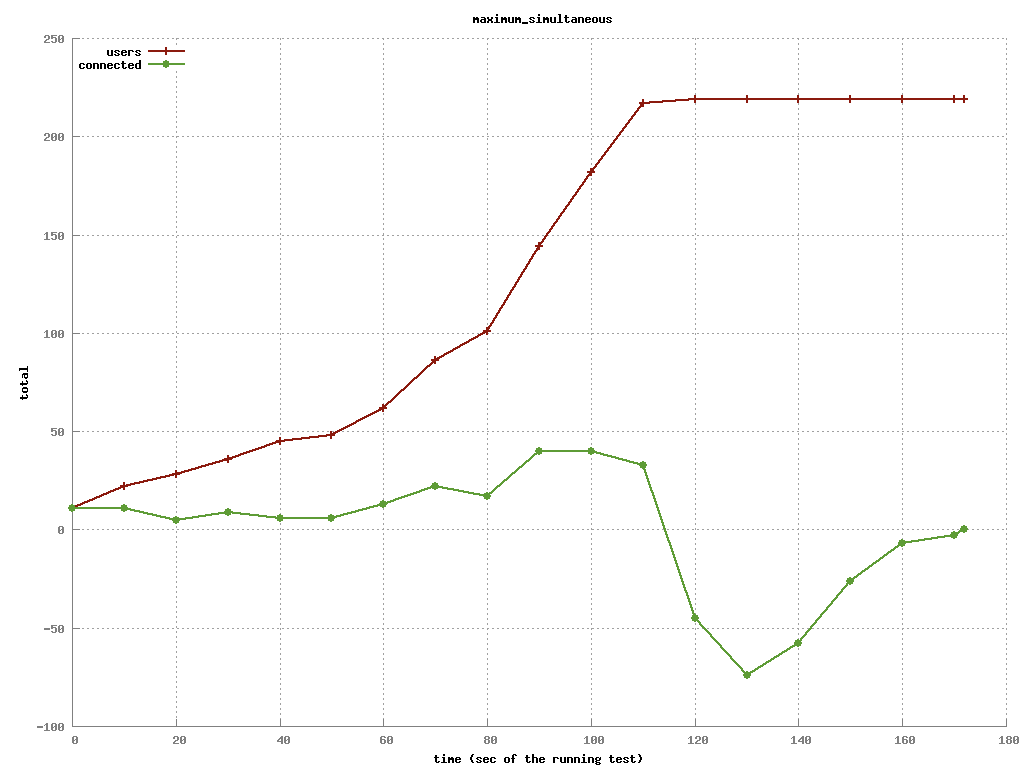 maximum_simultaneous
250
users
connected
200
150
100
total
50
0
-50
-100
0 20 40 60 80 100 120 140 160 180
time (sec of the running test)